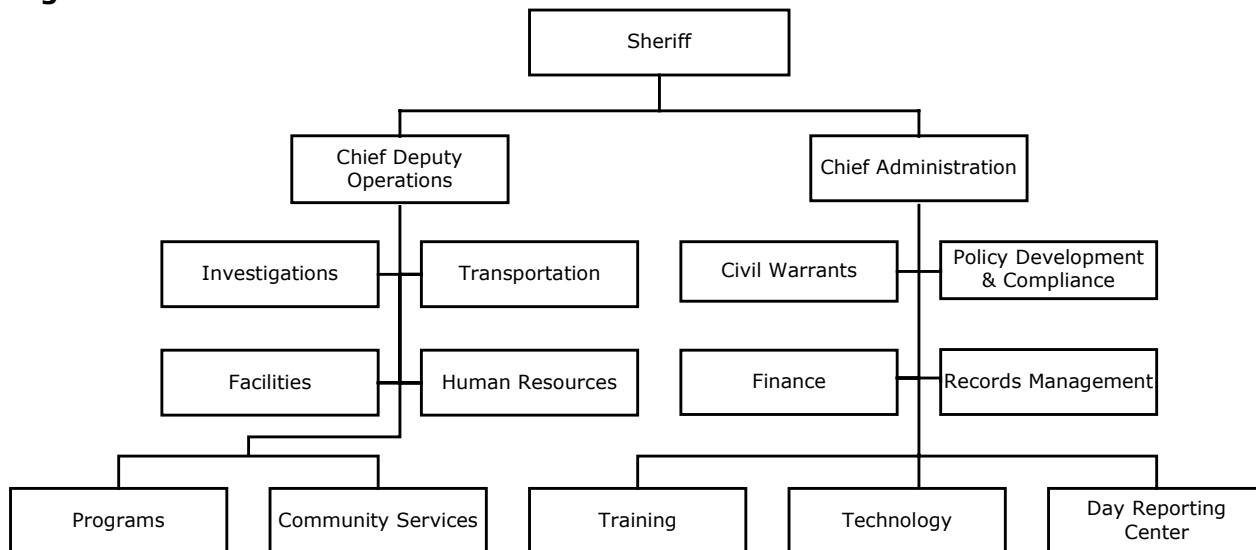 Sheriff
Chief Deputy
Operations
Chief Administration
Investigations
Transportation
Civil Warrants
Policy Development
& Compliance
Facilities
Human Resources
Finance
Records Management
Programs
Community Services
Training
Technology
Day Reporting
Center